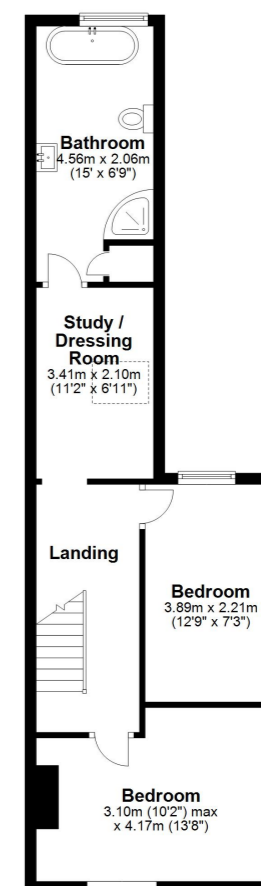 Bathroom
4.56m x 2.06m
(15' x 6'9")
Study /
Dressing
Room
3.41m x 2.10m
(11'2" x 6'11")
Landing
Bedroom
3.89m x 2.21m
(12'9" x 7'3")
Bedroom
3.10m (10'2") max
x 4.17m (13'8")